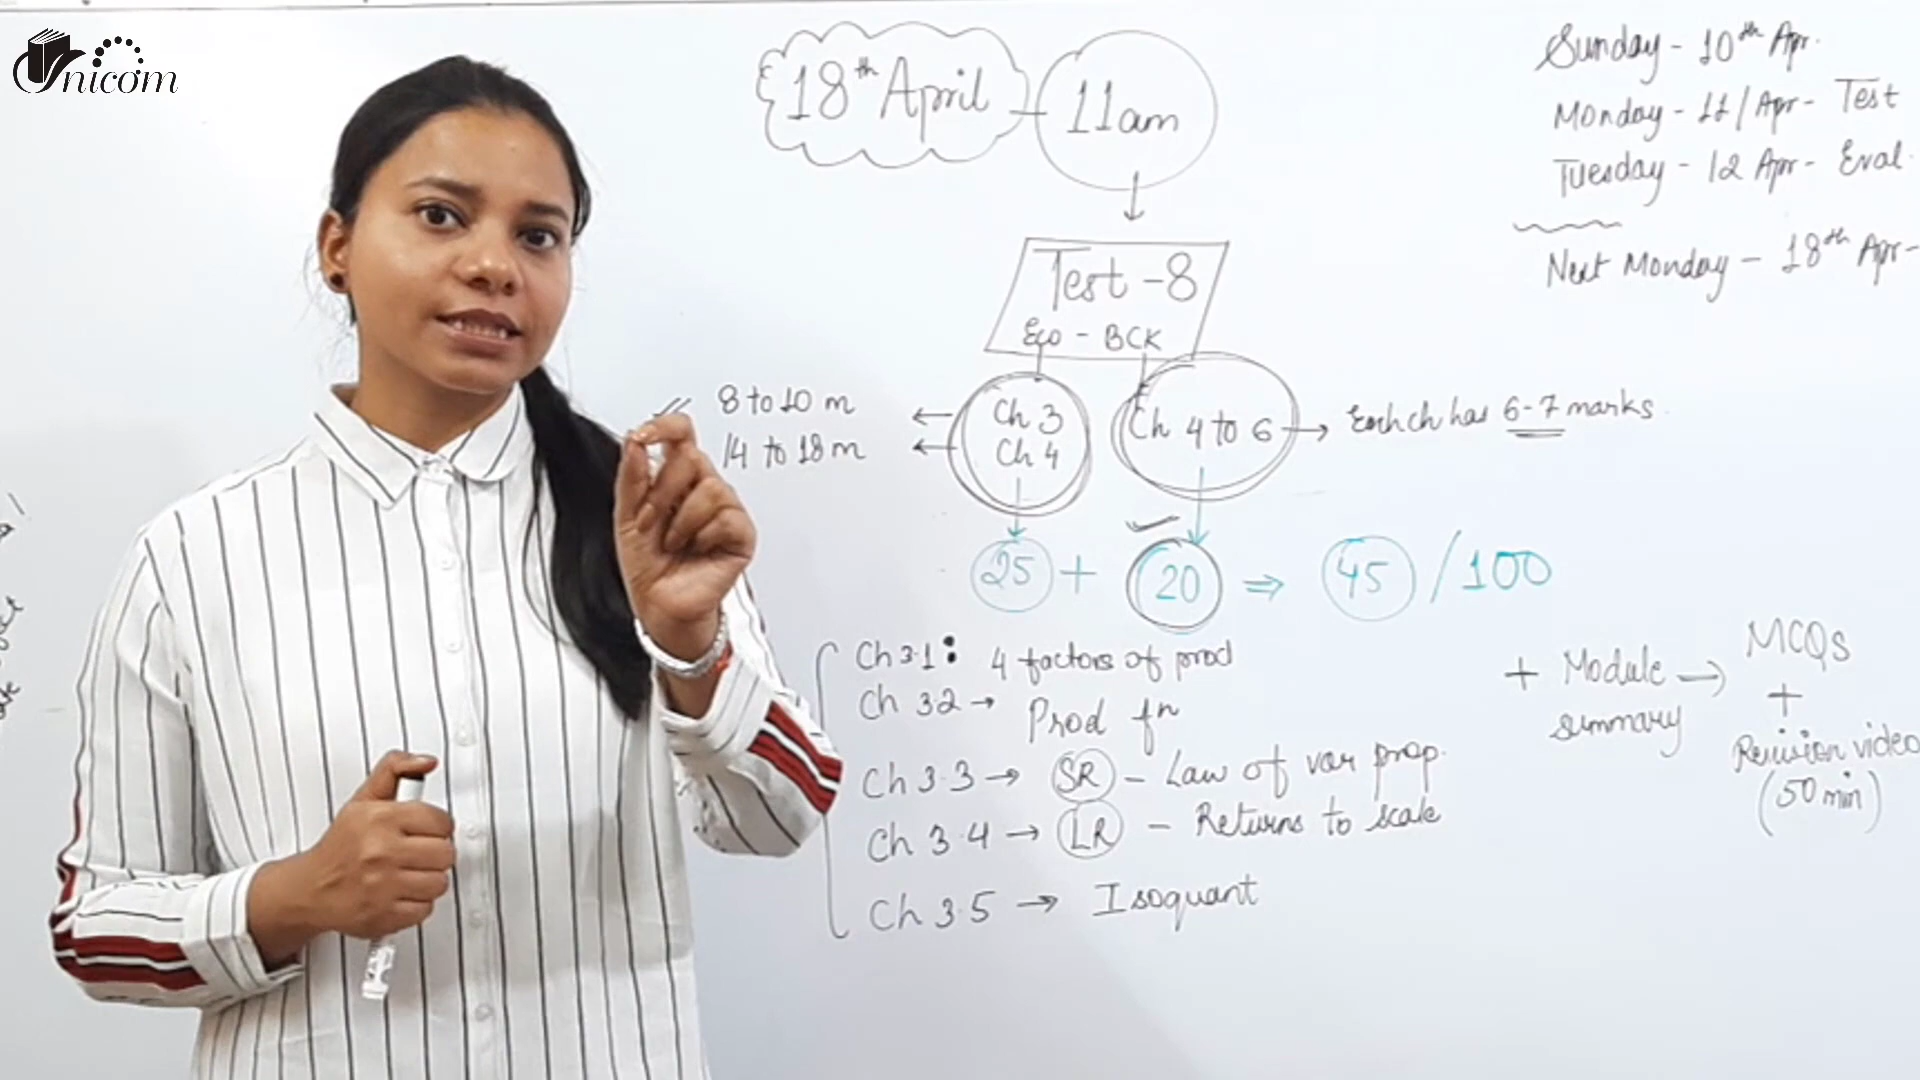 Unicom
18th April - 11am
Sunday - 10th Apr.
Monday - 11/Apr - Test
Tuesday - 12 Apr - Eval.
Next Monday - 18th Apr -
Test - 8
Eco - BCK
8 to 10 m ← Ch 3
14 to 18 m ← Ch 4
Ch 4 to 6 → Each ch has 6-7 marks.
25 + 20 ⇒ 45 / 100
Ch 3.1: 4 factors of prod
Ch 3.2 → Prod fn
Ch 3.3 → SR - Law of var prop.
Ch 3.4 → LR - Returns to scale
Ch 3.5 → Isoquant
+ Module summary → MCQs
+
Revision video
(50 min)